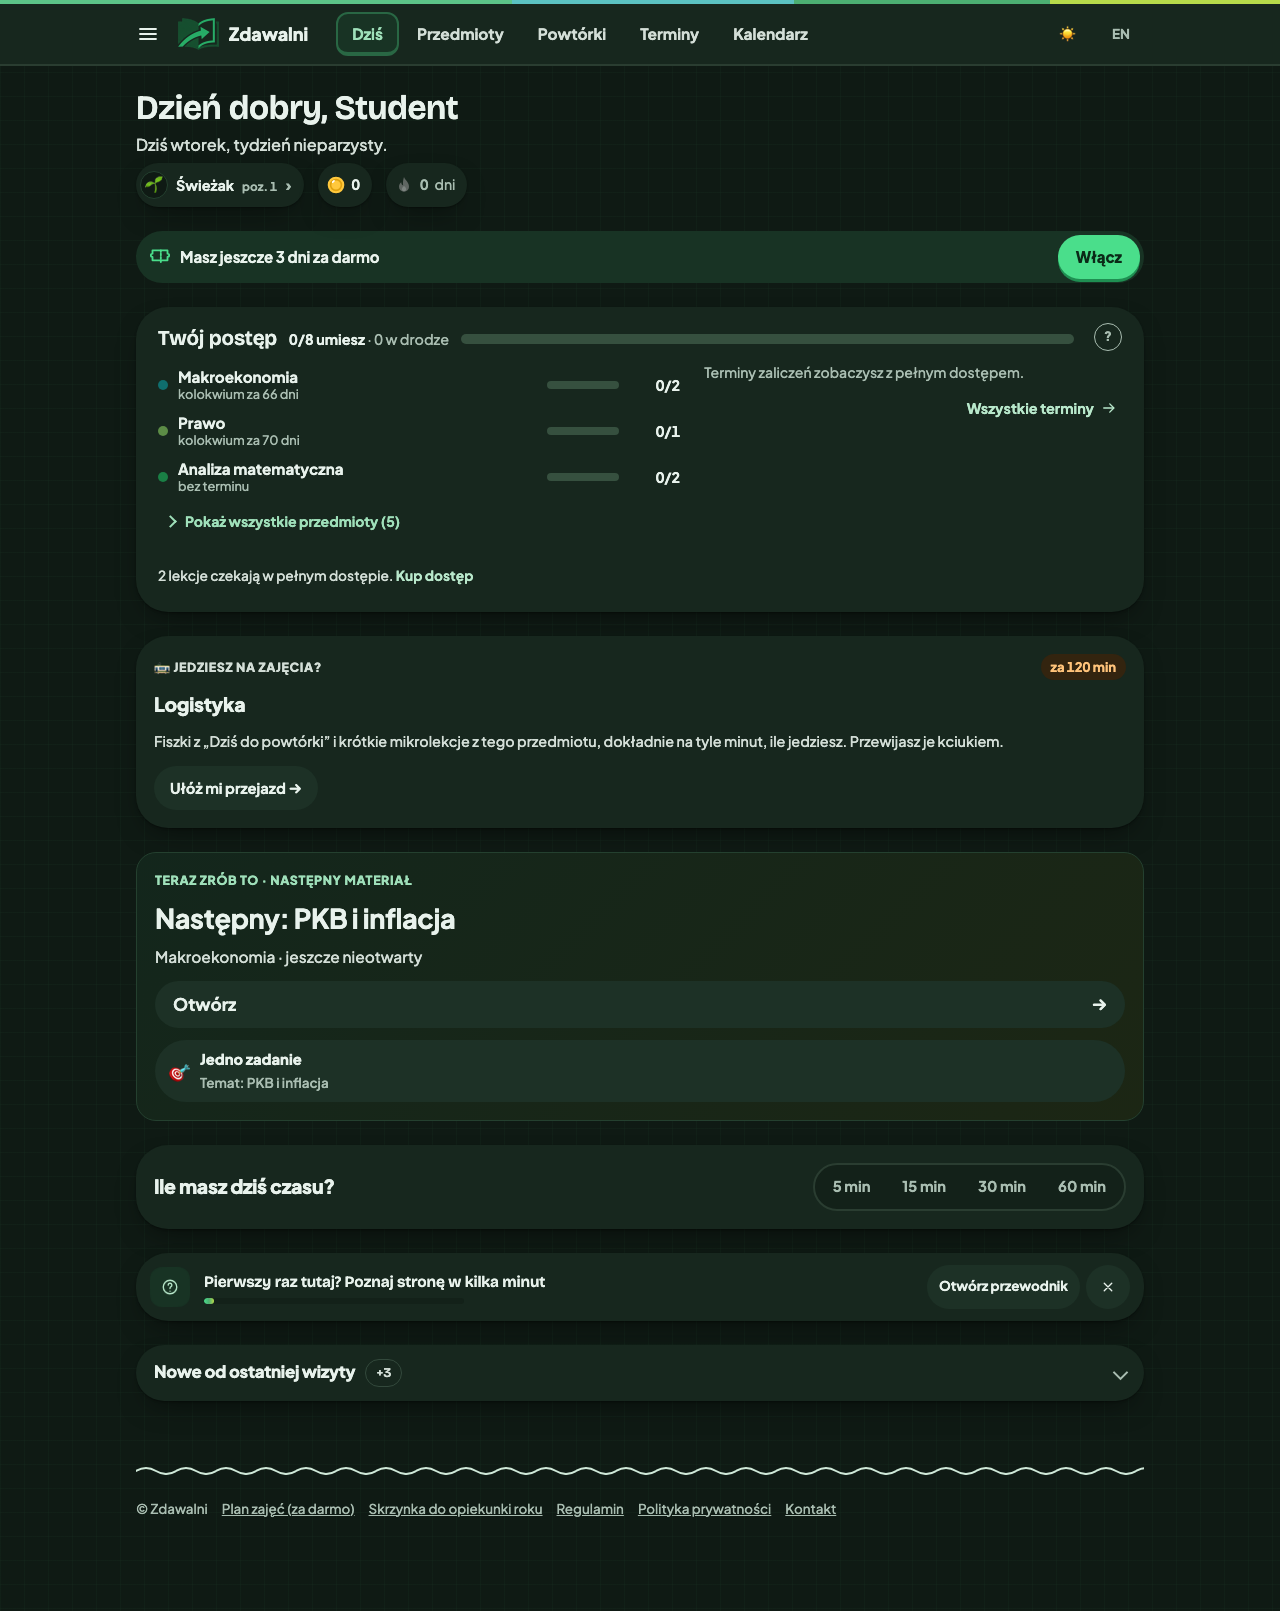 Zdawalni
Dziś
Przedmioty
Powtórki
Terminy
Kalendarz
EN
Dzień dobry, Student
Dziś wtorek, tydzień nieparzysty.
Świeżak poz. 1 ›
0
0 dni
Masz jeszcze 3 dni za darmo
Włącz
Twój postęp 0/8 umiesz · 0 w drodze
?
Makroekonomia
kolokwium za 66 dni
0/2
Prawo
kolokwium za 70 dni
0/1
Analiza matematyczna
bez terminu
0/2
Pokaż wszystkie przedmioty (5)
Terminy zaliczeń zobaczysz z pełnym dostępem.
Wszystkie terminy →
2 lekcje czekają w pełnym dostępie. Kup dostęp
JEDZIESZ NA ZAJĘCIA?
za 120 min
Logistyka
Fiszki z „Dziś do powtórki” i krótkie mikrolekcje z tego przedmiotu, dokładnie na tyle minut, ile jedziesz. Przewijasz je kciukiem.
Ułóż mi przejazd →
TERAZ ZRÓB TO · NASTĘPNY MATERIAŁ
Następny: PKB i inflacja
Makroekonomia · jeszcze nieotwarty
Otwórz →
Jedno zadanie
Temat: PKB i inflacja
Ile masz dziś czasu?
5 min
15 min
30 min
60 min
Pierwszy raz tutaj? Poznaj stronę w kilka minut
Otwórz przewodnik
Nowe od ostatniej wizyty +3
© Zdawalni Plan zajęć (za darmo) Skrzynka do opiekunki roku Regulamin Polityka prywatności Kontakt